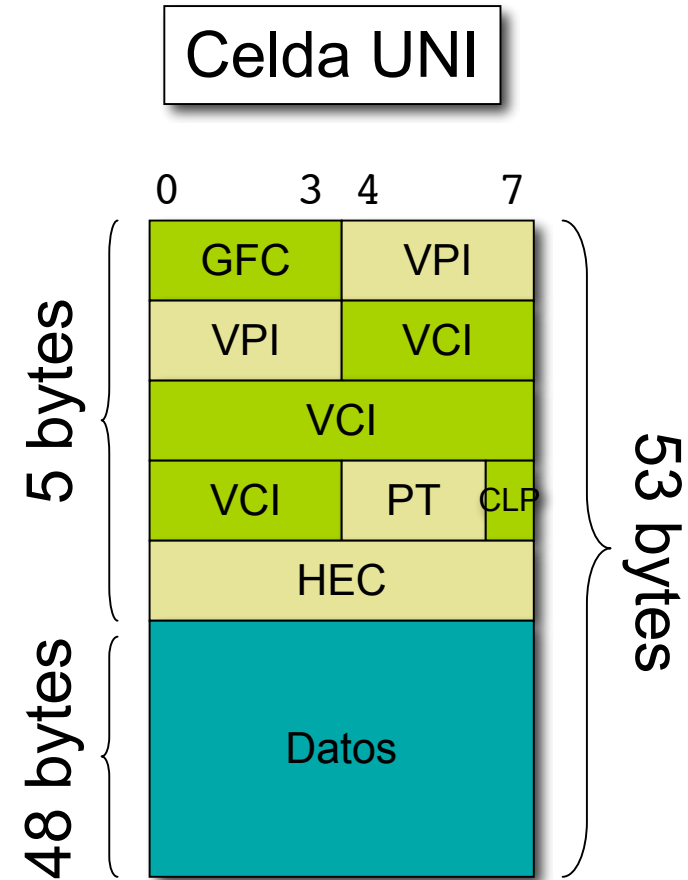 Celda UNI
0 3 4 7
GFC VPI
VPI VCI
VCI
VCI PT CLP
HEC
Datos
5 bytes
48 bytes
53 bytes